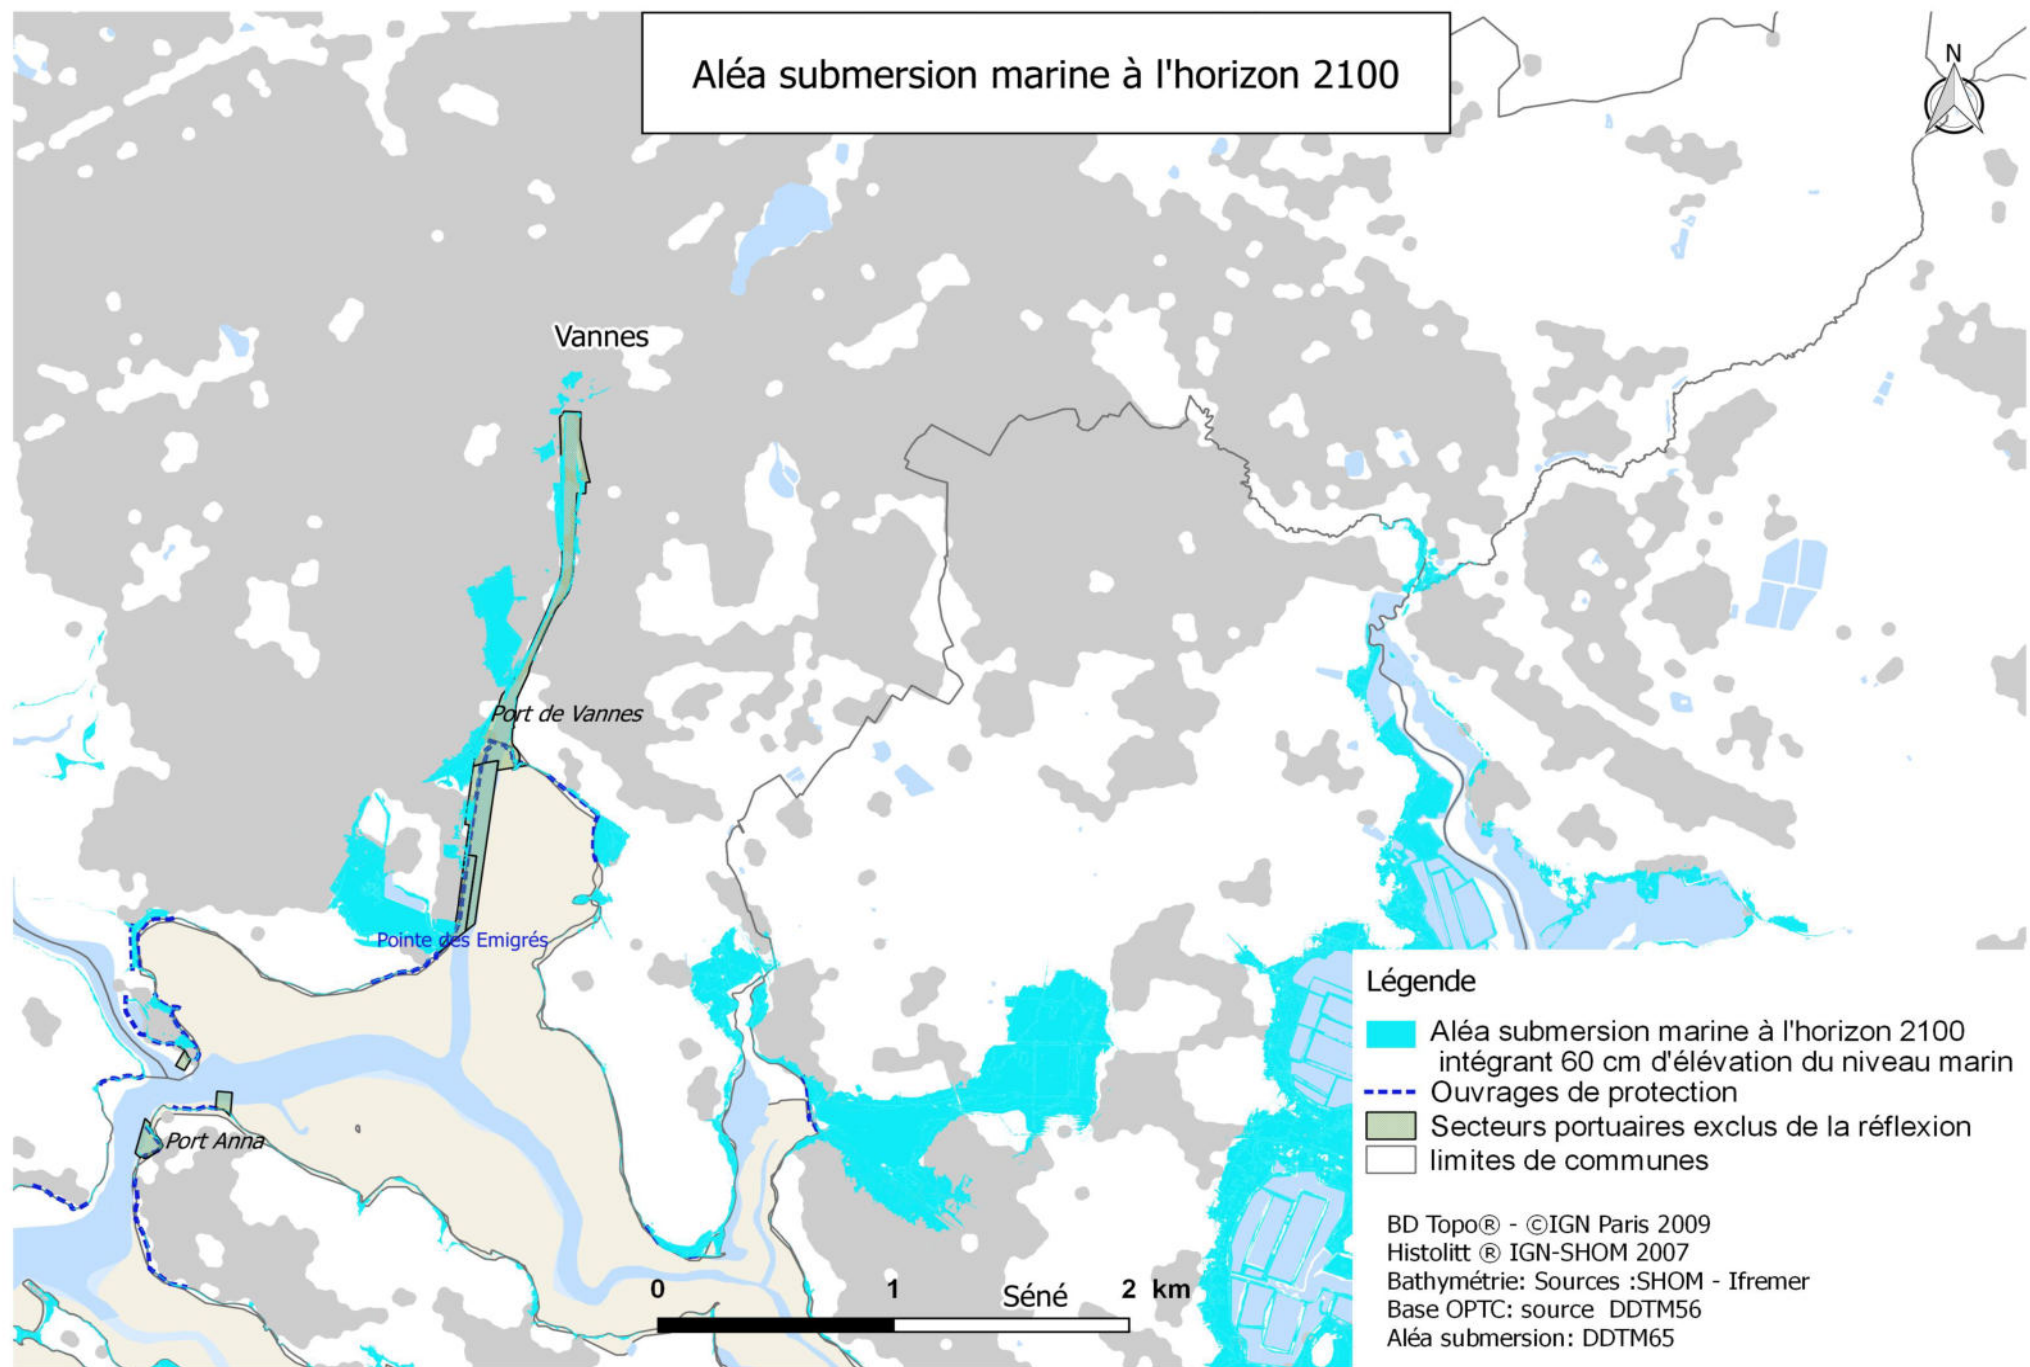 Aléa submersion marine à l'horizon 2100
N
Vannes
Port de Vannes
Pointe des Emigrés
Port Anna
0 1 2 km
Séné
Légende
Aléa submersion marine à l'horizon 2100
intégrant 60 cm d'élévation du niveau marin
Ouvrages de protection
Secteurs portuaires exclus de la réflexion
limites de communes
BD Topo® - ©IGN Paris 2009
Histolitt ® IGN-SHOM 2007
Bathymétrie: Sources :SHOM - Ifremer
Base OPTC: source DDTM56
Aléa submersion: DDTM65